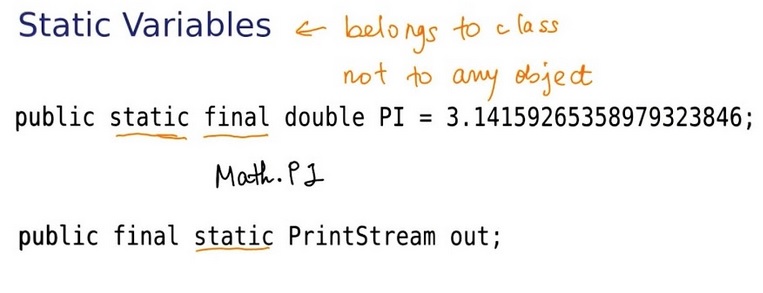 Static Variables ← belongs to class
not to any object
public static final double PI = 3.14159265358979323846;
Math.PI
public final static PrintStream out;